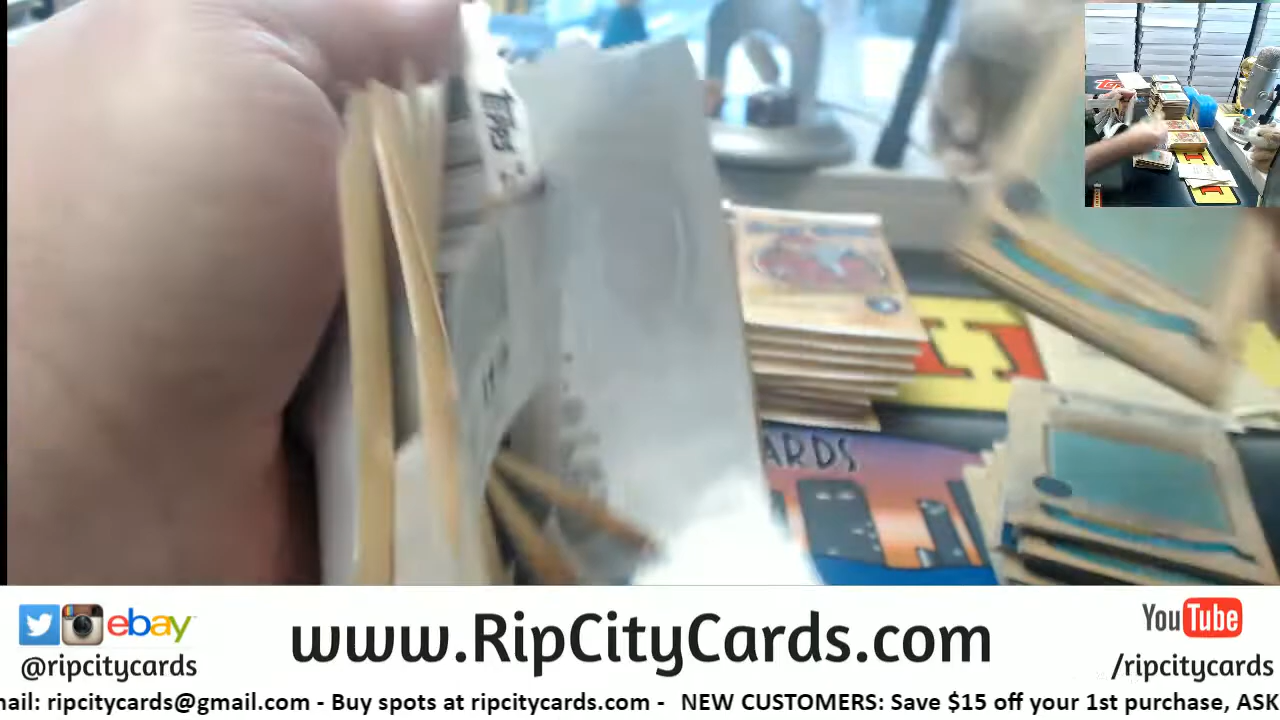 ARDS
ebay
www.RipCityCards.com
YouTube
@ripcitycards
/ripcitycards
mail: ripcitycards@gmail.com - Buy spots at ripcitycards.com - NEW CUSTOMERS: Save $15 off your 1st purchase, ASK